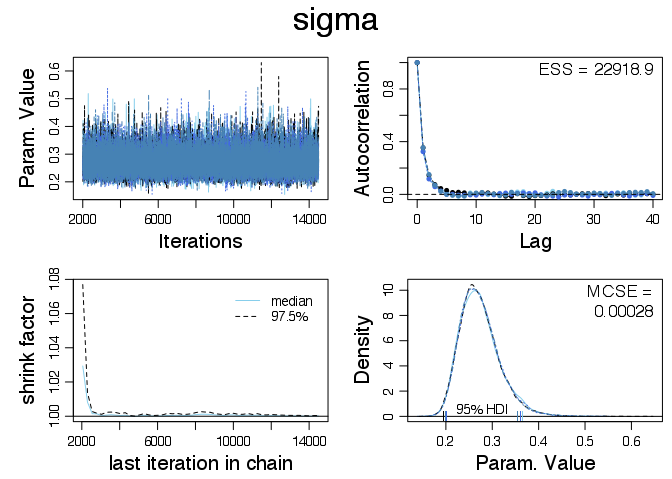 sigma
Param. Value
0.2 0.3 0.4 0.5 0.6
2000 6000 10000 14000
Iterations
Autocorrelation
0.0 0.4 0.8
ESS = 22918.9
0 10 20 30 40
Lag
shrink factor
1.00 1.02 1.04 1.06 1.08
median
97.5%
2000 6000 10000 14000
last iteration in chain
Density
0 2 4 6 8 10
MCSE =
0.00028
95% HDI
0.2 0.3 0.4 0.5 0.6
Param. Value